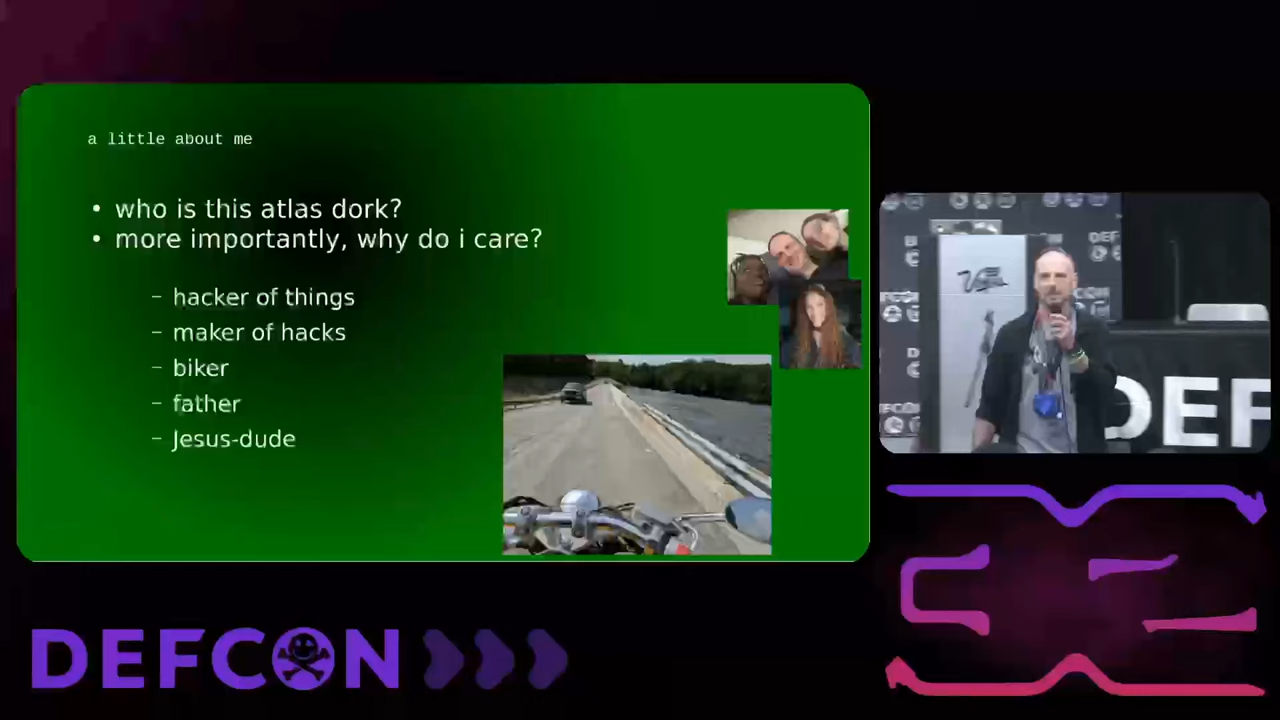 a little about me
• who is this atlas dork?
• more importantly, why do i care?
– hacker of things
– maker of hacks
– biker
– father
– Jesus-dude
DEF
DEFCON